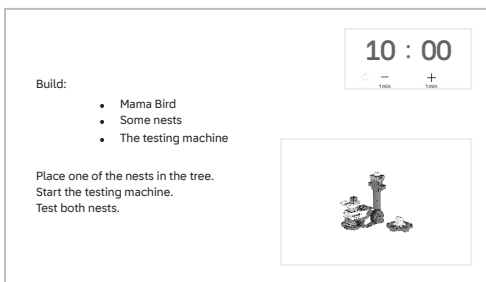 10 : 00
− +
1 min 1 min
Build:
• Mama Bird
• Some nests
• The testing machine
Place one of the nests in the tree.
Start the testing machine.
Test both nests.